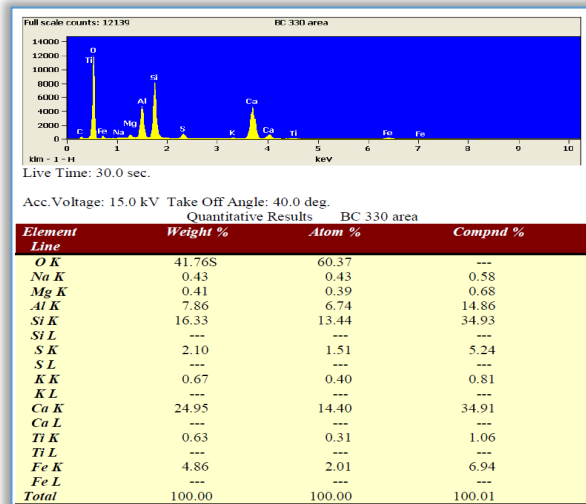 Full scale counts: 12139 BC 330 area
14000
12000
10000
8000
6000
4000
2000
0
O
Ti
C
Fe
Na
Mg
Al
Si
S
K
Ca
Ca
Ti
Fe
Fe
0 1 2 3 4 5 6 7 8 9 10
klm - 1 - H keV
Live Time: 30.0 sec.
Acc.Voltage: 15.0 kV Take Off Angle: 40.0 deg.
Quantitative Results BC 330 area
Element Weight % Atom % Compnd %
Line
O K 41.76S 60.37 ---
Na K 0.43 0.43 0.58
Mg K 0.41 0.39 0.68
Al K 7.86 6.74 14.86
Si K 16.33 13.44 34.93
Si L --- --- ---
S K 2.10 1.51 5.24
S L --- --- ---
K K 0.67 0.40 0.81
K L --- --- ---
Ca K 24.95 14.40 34.91
Ca L --- --- ---
Ti K 0.63 0.31 1.06
Ti L --- --- ---
Fe K 4.86 2.01 6.94
Fe L --- --- ---
Total 100.00 100.00 100.01